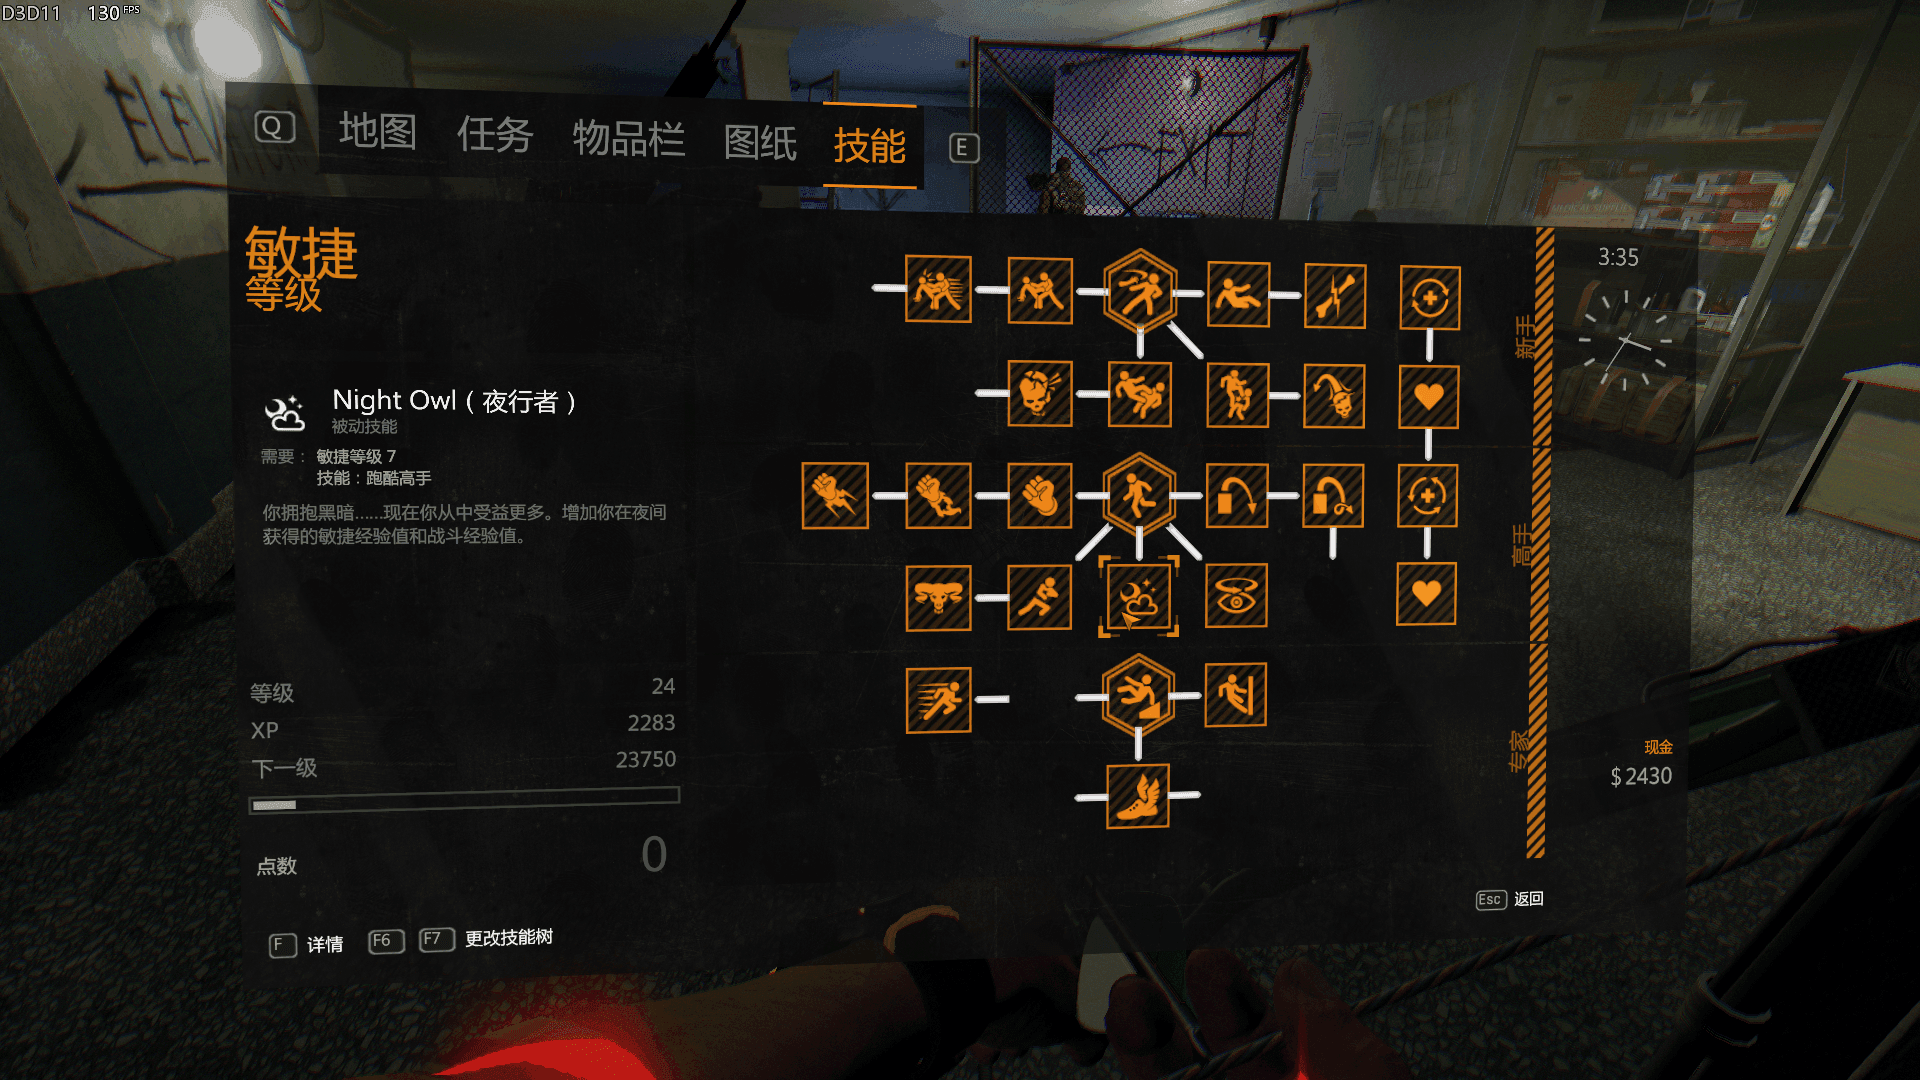 D3D11 130 FPS
ELEV
EXIT
Q 地图 任务 物品栏 图纸 技能 E
敏捷
等级
Night Owl ( 夜行者 )
被动技能
需要： 敏捷等级 7
技能：跑酷高手
你拥抱黑暗……现在你从中受益更多。增加你在夜间
获得的敏捷经验值和战斗经验值。
等级 24
XP 2283
下一级 23750
点数 0
F 详情 F6 F7 更改技能树
新手
高手
专家
3:35
现金
$ 2430
Esc 返回